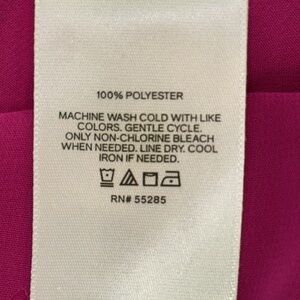 100% POLYESTER
MACHINE WASH COLD WITH LIKE
COLORS. GENTLE CYCLE.
ONLY NON-CHLORINE BLEACH
WHEN NEEDED. LINE DRY. COOL
IRON IF NEEDED.
RN# 55285